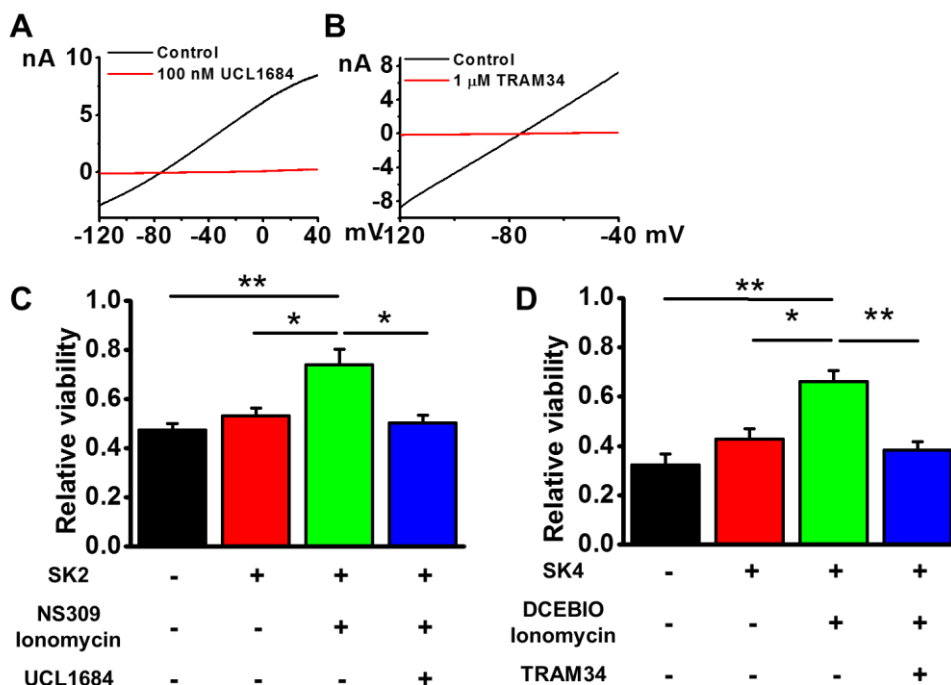 A
nA
10
5
0
Control
100 nM UCL1684
-120 -80 -40 0 40 mV
B
nA
8
4
0
-4
-8
Control
1 μM TRAM34
-120 -80 -40 mV
C
Relative viability
1.0
0.8
0.6
0.4
0.2
0.0
**
* *
SK2 - + + +
NS309
Ionomycin - - + +
UCL1684 - - - +
D
Relative viability
1.0
0.8
0.6
0.4
0.2
0.0
**
* **
SK4 - + + +
DCEBIO
Ionomycin - - + +
TRAM34 - - - +